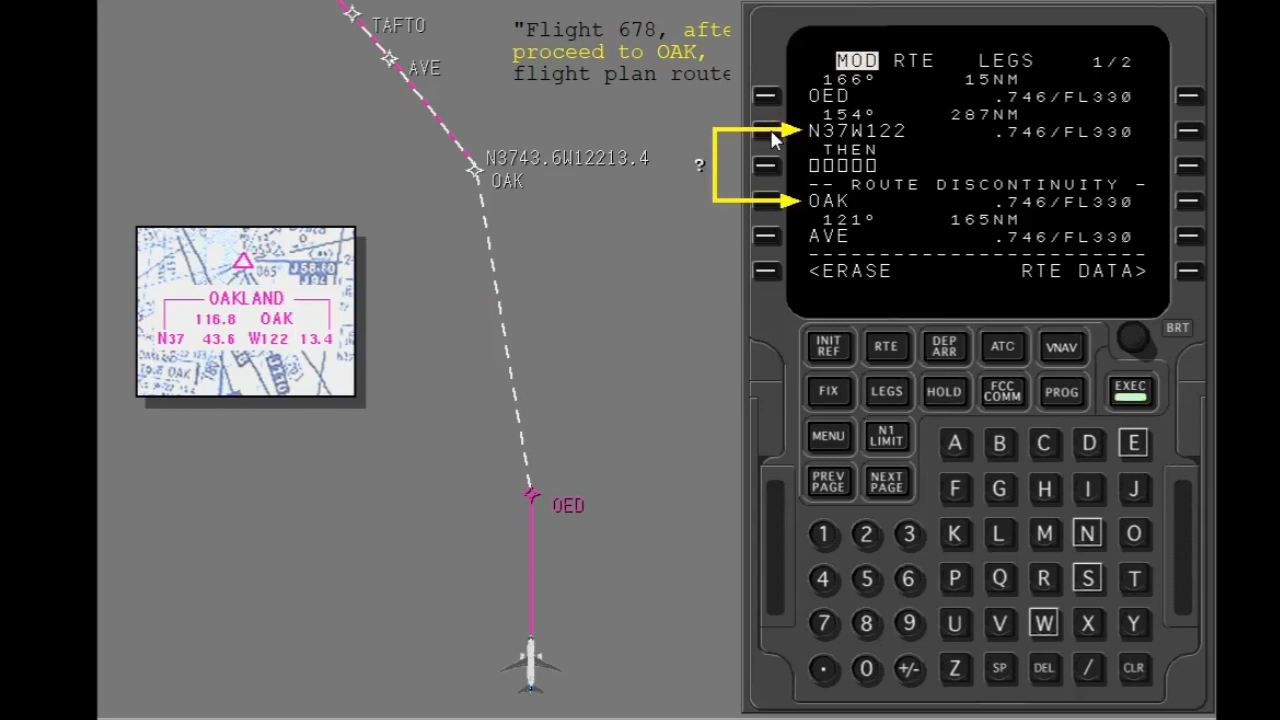 TAFTO
AVE
"Flight 678, afte
proceed to OAK,
flight plan route
N3743.6W12213.4
OAK
?
OAKLAND
116.8 OAK
N37 43.6 W122 13.4
065°
J 58-80
OAK
OED
MOD RTE LEGS 1/2
166° 15NM
OED .746/FL330
154° 287NM
N37W122 .746/FL330
THEN
▯▯▯▯▯
-- ROUTE DISCONTINUITY -
OAK .746/FL330
121° 165NM
AVE .746/FL330
------------------------
<ERASE RTE DATA>
BRT
INIT REF
RTE
DEP ARR
ATC
VNAV
FIX
LEGS
HOLD
FCC COMM
PROG
EXEC
MENU
N1 LIMIT
PREV PAGE
NEXT PAGE
A B C D E
F G H I J
1 2 3 K L M N O
4 5 6 P Q R S T
7 8 9 U V W X Y
. 0 +/- Z SP DEL / CLR